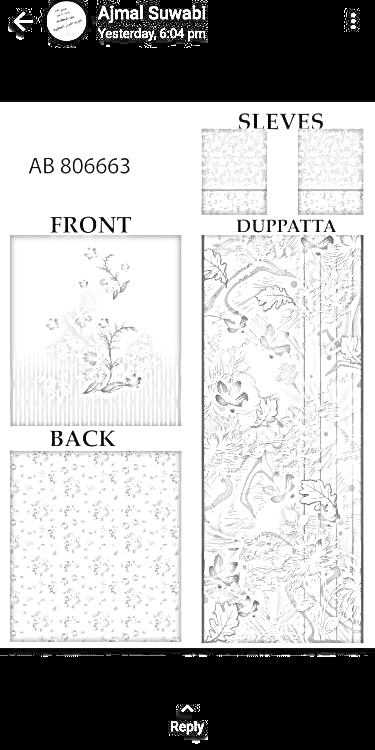 Ajmal Suwabi
Yesterday, 6:04 pm
SLEVES
AB 806663
FRONT
DUPPATTA
BACK
Reply